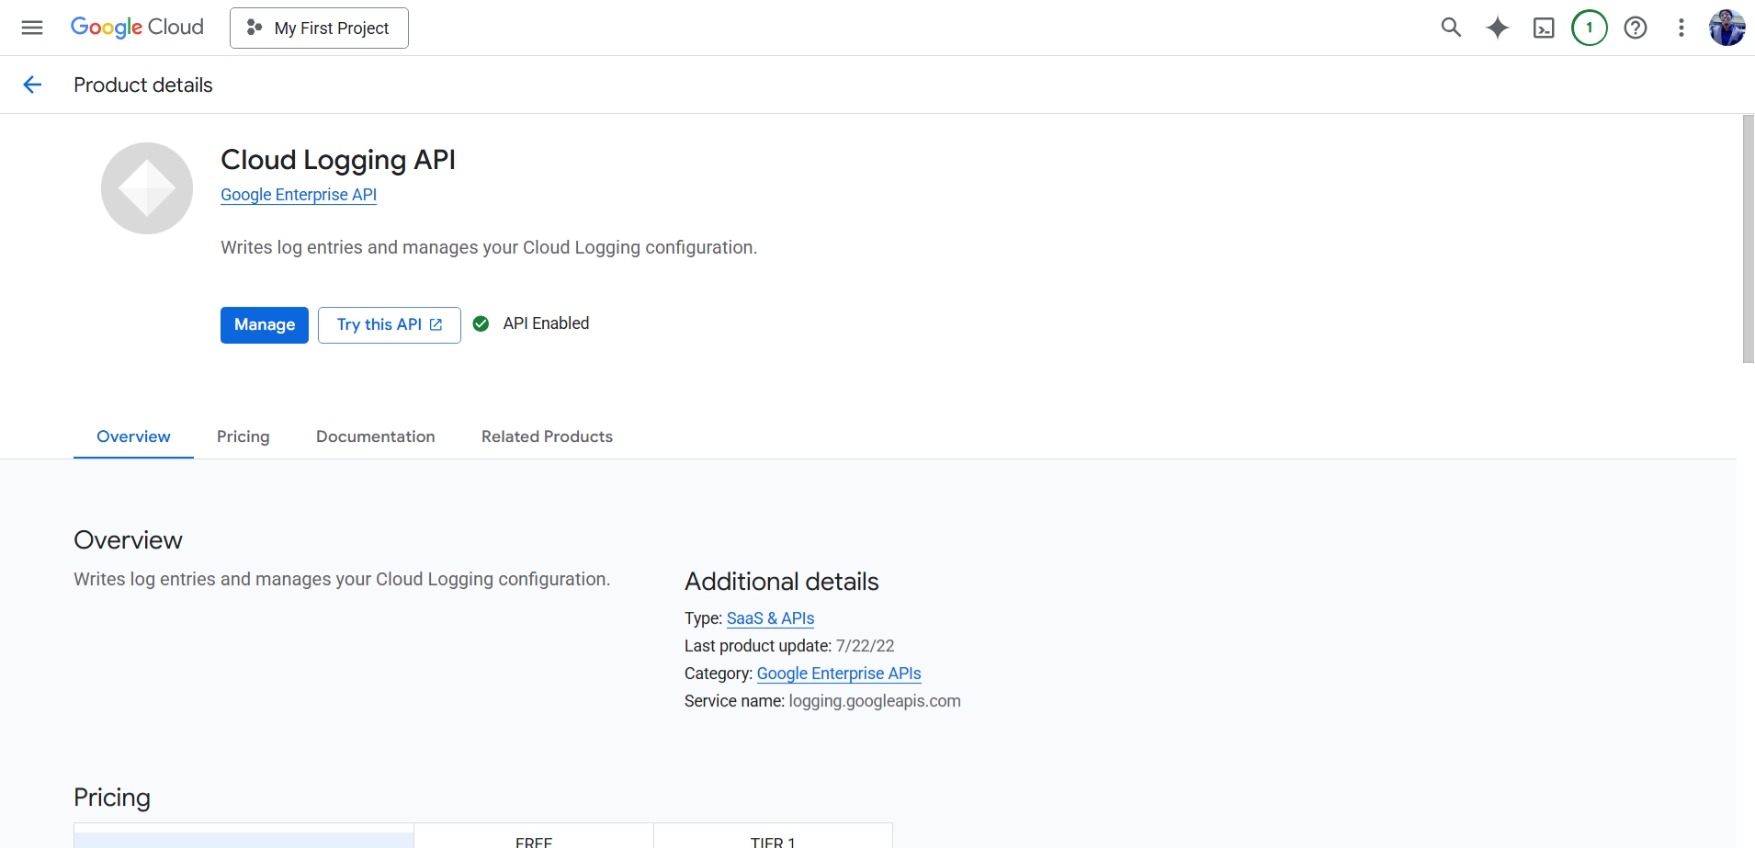 Google Cloud
My First Project
1
Product details
Cloud Logging API
Google Enterprise API
Writes log entries and manages your Cloud Logging configuration.
Manage
Try this API
API Enabled
Overview
Pricing
Documentation
Related Products
Overview
Writes log entries and manages your Cloud Logging configuration.
Additional details
Type: SaaS & APIs
Last product update: 7/22/22
Category: Google Enterprise APIs
Service name: logging.googleapis.com
Pricing
FREE
TIER 1